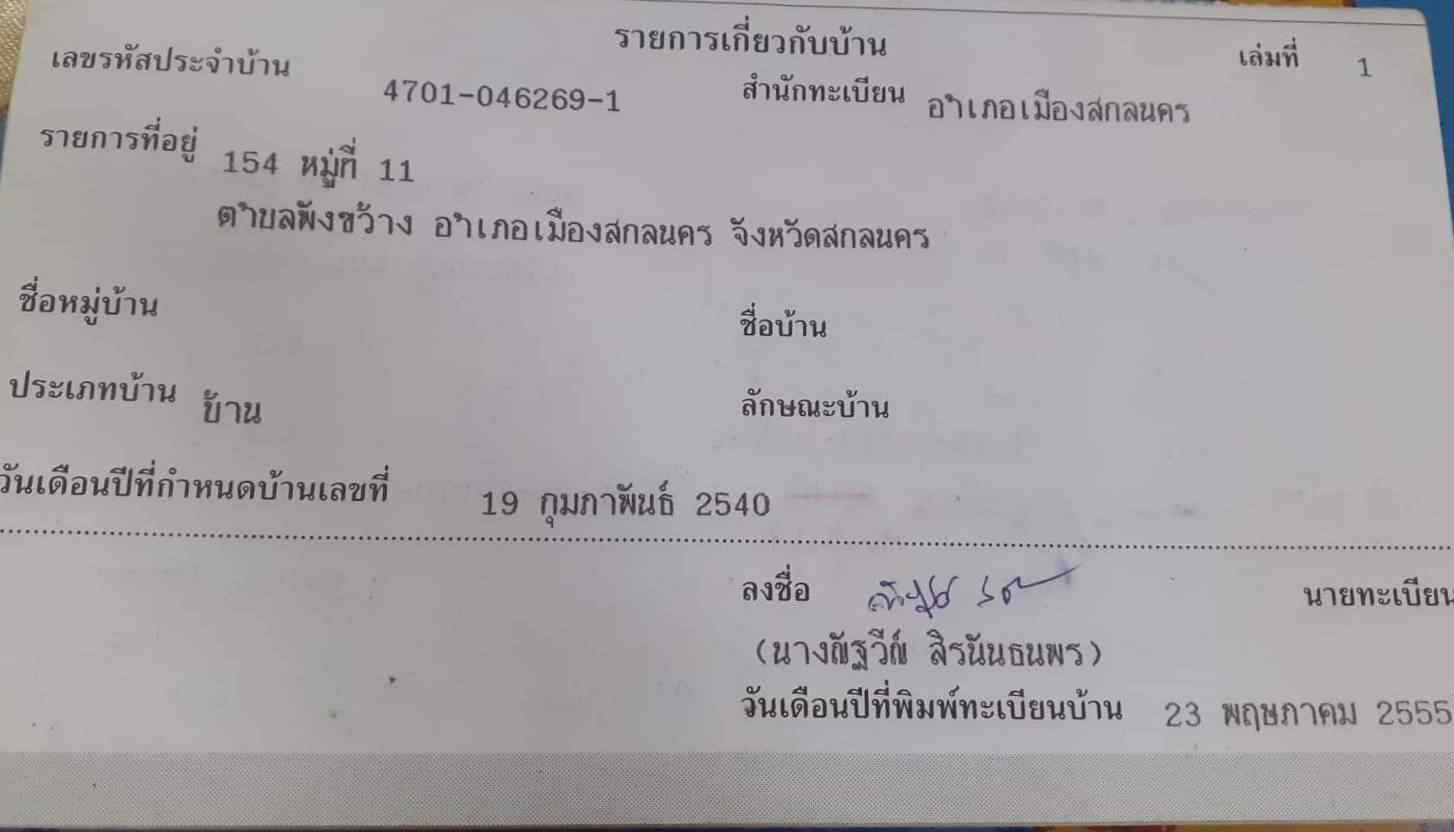 รายการเกี่ยวกับบ้าน เล่มที่ 1
เลขรหัสประจำบ้าน 4701-046269-1 สำนักทะเบียน อำเภอเมืองสกลนคร
รายการที่อยู่ 154 หมู่ที่ 11
ตำบลพังขว้าง อำเภอเมืองสกลนคร จังหวัดสกลนคร
ชื่อหมู่บ้าน ชื่อบ้าน
ประเภทบ้าน บ้าน ลักษณะบ้าน
วันเดือนปีที่กำหนดบ้านเลขที่ 19 กุมภาพันธ์ 2540
ลงชื่อ นายทะเบียน
(นางณัฐวีณ์ สิรนันธนพร)
วันเดือนปีที่พิมพ์ทะเบียนบ้าน 23 พฤษภาคม 2555